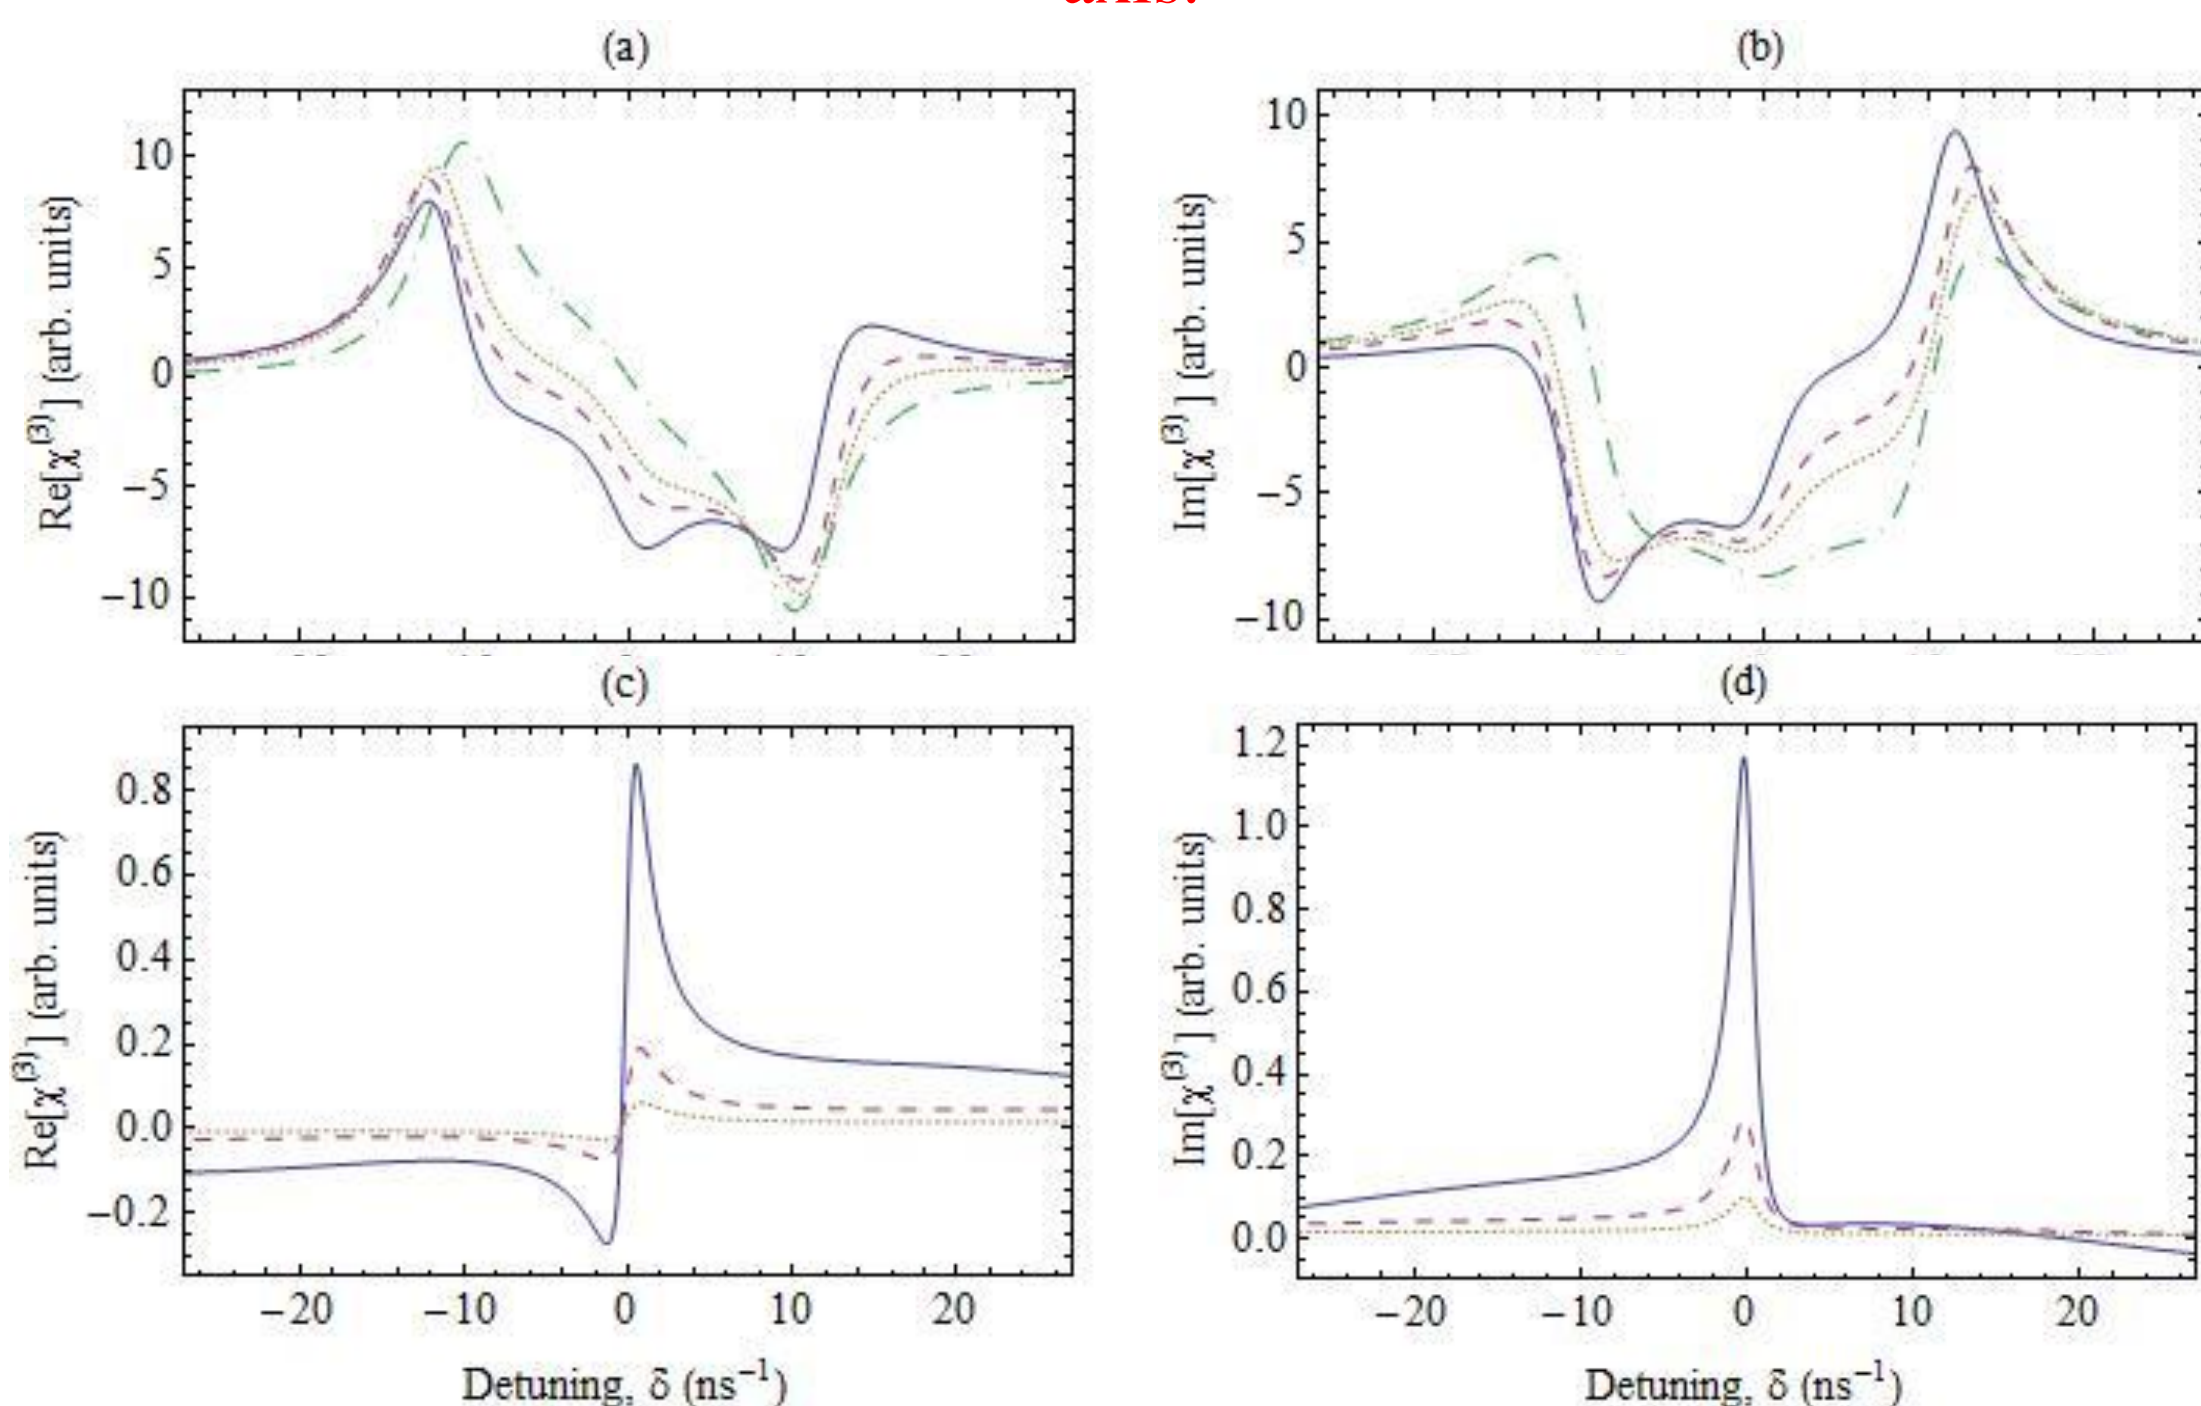 axis.
(a)
(b)
Re[χ(3)] (arb. units)
10
5
0
−5
−10
Im[χ(3)] (arb. units)
10
5
0
−5
−10
(c)
(d)
Re[χ(3)] (arb. units)
0.8
0.6
0.4
0.2
0.0
−0.2
−20 −10 0 10 20
Detuning, δ (ns−1)
Im[χ(3)] (arb. units)
1.2
1.0
0.8
0.6
0.4
0.2
0.0
−20 −10 0 10 20
Detuning, δ (ns−1)